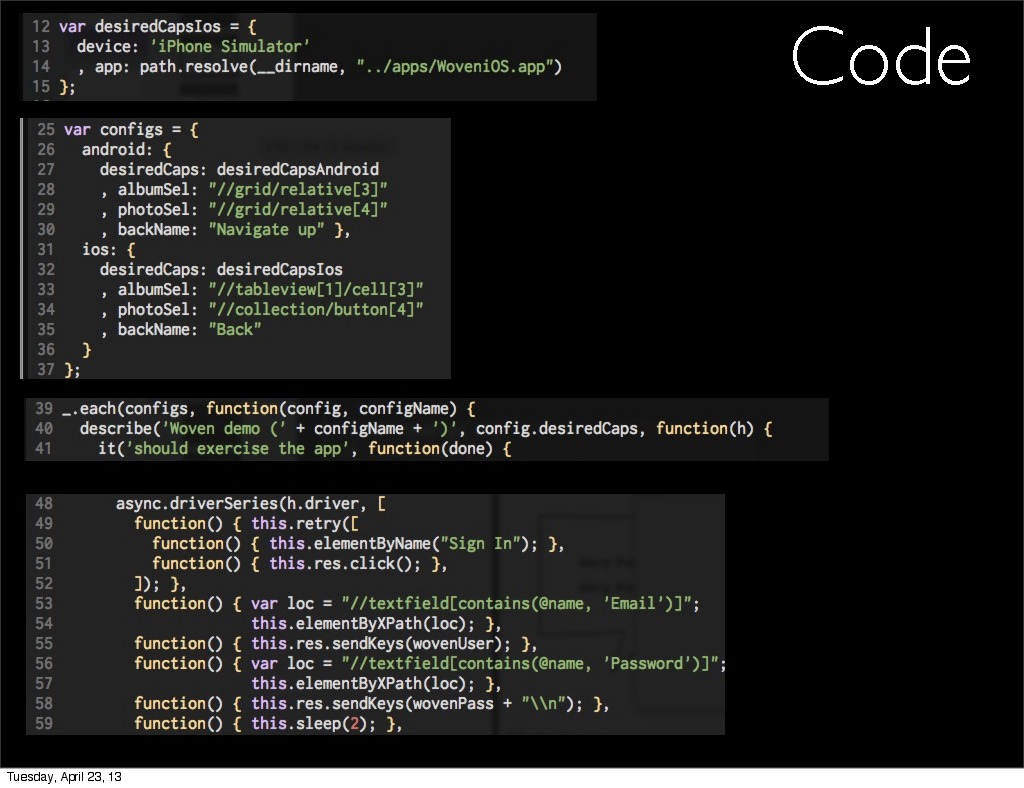 Code
12 var desiredCapsIos = {
13   device: 'iPhone Simulator'
14   , app: path.resolve(__dirname, "../apps/WoveniOS.app")
15 };
25 var configs = {
26   android: {
27     desiredCaps: desiredCapsAndroid
28     , albumSel: "//grid/relative[3]"
29     , photoSel: "//grid/relative[4]"
30     , backName: "Navigate up" },
31   ios: {
32     desiredCaps: desiredCapsIos
33     , albumSel: "//tableview[1]/cell[3]"
34     , photoSel: "//collection/button[4]"
35     , backName: "Back"
36   }
37 };
39 _.each(configs, function(config, configName) {
40   describe('Woven demo (' + configName + ')', config.desiredCaps, function(h) {
41     it('should exercise the app', function(done) {
48       async.driverSeries(h.driver, [
49         function() { this.retry([
50           function() { this.elementByName("Sign In"); },
51           function() { this.res.click(); },
52         ]); },
53         function() { var loc = "//textfield[contains(@name, 'Email')]";
54                      this.elementByXPath(loc); },
55         function() { this.res.sendKeys(wovenUser); },
56         function() { var loc = "//textfield[contains(@name, 'Password')]";
57                      this.elementByXPath(loc); },
58         function() { this.res.sendKeys(wovenPass + "\\n"); },
59         function() { this.sleep(2); },
Tuesday, April 23, 13